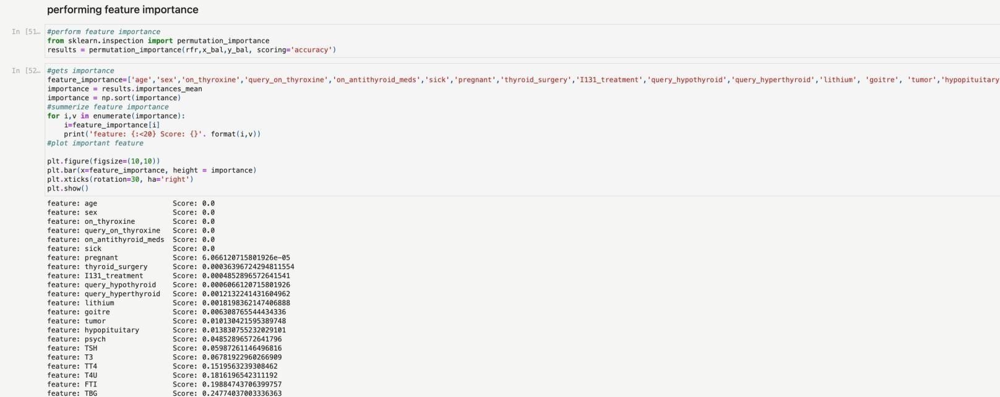 performing feature importance
In [51…
#perform feature importance
from sklearn.inspection import permutation_importance
results = permutation_importance(rfr,x_bal,y_bal, scoring='accuracy')
In [52…
#gets importance
feature_importance=['age','sex','on_thyroxine','query_on_thyroxine','on_antithyroid_meds','sick','pregnant','thyroid_surgery','I131_treatment','query_hypothyroid','query_hyperthyroid','lithium', 'goitre', 'tumor','hypopituitary
importance = results.importances_mean
importance = np.sort(importance)
#summerize feature importance
for i,v in enumerate(importance):
    i=feature_importance[i]
    print('feature: {:<20} Score: {}'. format(i,v))
#plot important feature
plt.figure(figsize=(10,10))
plt.bar(x=feature_importance, height = importance)
plt.xticks(rotation=30, ha='right')
plt.show()
feature: age                  Score: 0.0
feature: sex                  Score: 0.0
feature: on_thyroxine         Score: 0.0
feature: query_on_thyroxine   Score: 0.0
feature: on_antithyroid_meds  Score: 0.0
feature: sick                 Score: 0.0
feature: pregnant             Score: 6.066120715801926e-05
feature: thyroid_surgery      Score: 0.00036396724294811554
feature: I131_treatment       Score: 0.0004852896572641541
feature: query_hypothyroid    Score: 0.0006066120715801926
feature: query_hyperthyroid   Score: 0.0012132241431604962
feature: lithium              Score: 0.0018198362147406888
feature: goitre               Score: 0.006308765544434336
feature: tumor                Score: 0.010130421595389748
feature: hypopituitary        Score: 0.013830755232029101
feature: psych                Score: 0.04852896572641796
feature: TSH                  Score: 0.05987261146496816
feature: T3                   Score: 0.06781922960266909
feature: TT4                  Score: 0.1519563239308462
feature: T4U                  Score: 0.1816196542311192
feature: FTI                  Score: 0.19884743706399757
feature: TBG                  Score: 0.24774037003336363